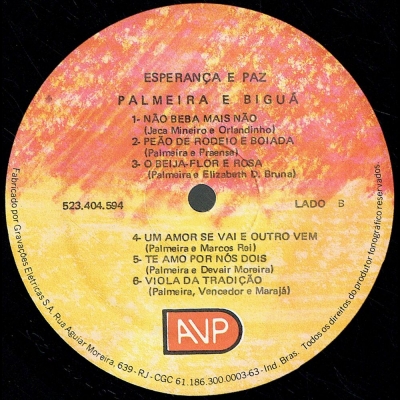 ESPERANÇA E PAZ
PALMEIRA E BIGUÁ
1- NÃO BEBA MAIS NÃO
(Jaca Mineiro e Orlandinho)
2- PEÃO DE RODEIO E BOIADA
(Palmeira e Praense)
3- O BEIJA-FLOR E ROSA
(Palmeira e Elizabeth D. Bruna)
523.404.594
LADO B
4- UM AMOR SE VAI E OUTRO VEM
(Palmeira e Marcos Rei)
5- TE AMO POR NÓS DOIS
(Palmeira e Devair Moreira)
6- VIOLA DA TRADIÇÃO
(Palmeira, Vencedor e Marajá)
AVP
Fabricado por Gravações Eletricas S.A. Rua Aguiar Moreira, 639 - RJ - CGC 61.186.300.0003-63 - Ind. Bras. Todos os direitos do produtor fonográfico reservados.